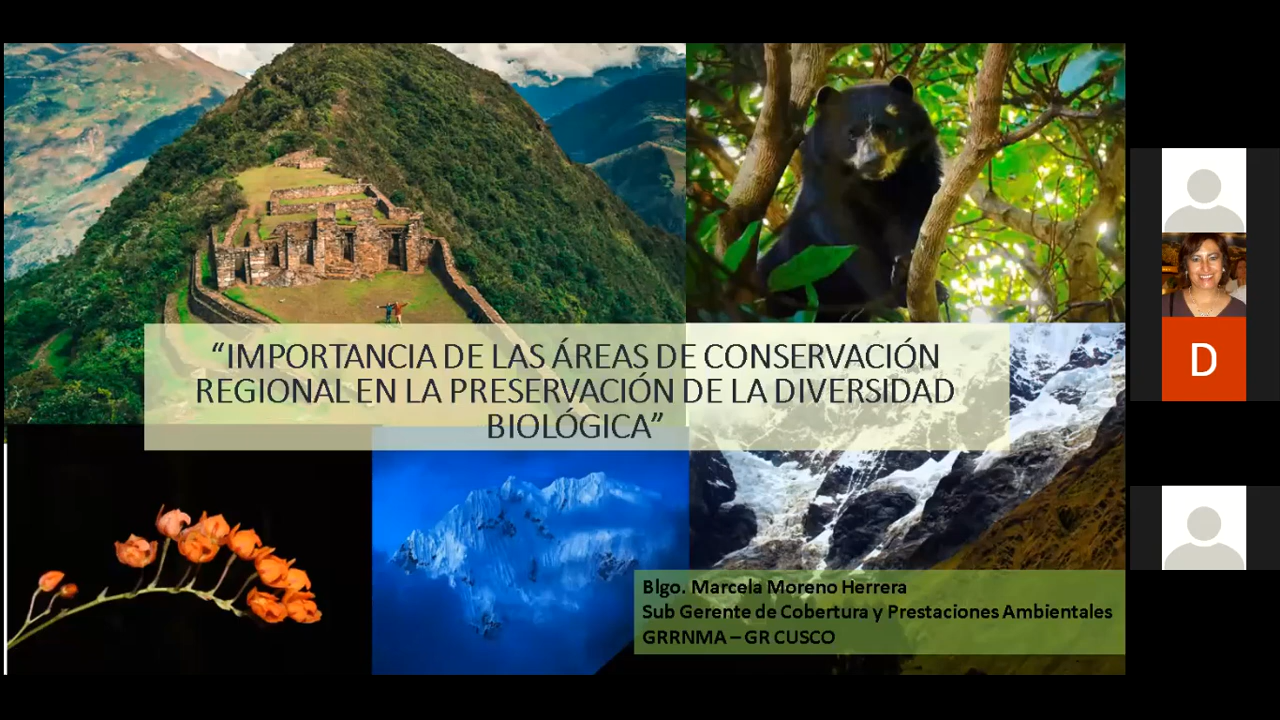 “IMPORTANCIA DE LAS ÁREAS DE CONSERVACIÓN
REGIONAL EN LA PRESERVACIÓN DE LA DIVERSIDAD
BIOLÓGICA”
Blgo. Marcela Moreno Herrera
Sub Gerente de Cobertura y Prestaciones Ambientales
GRRNMA – GR CUSCO
D